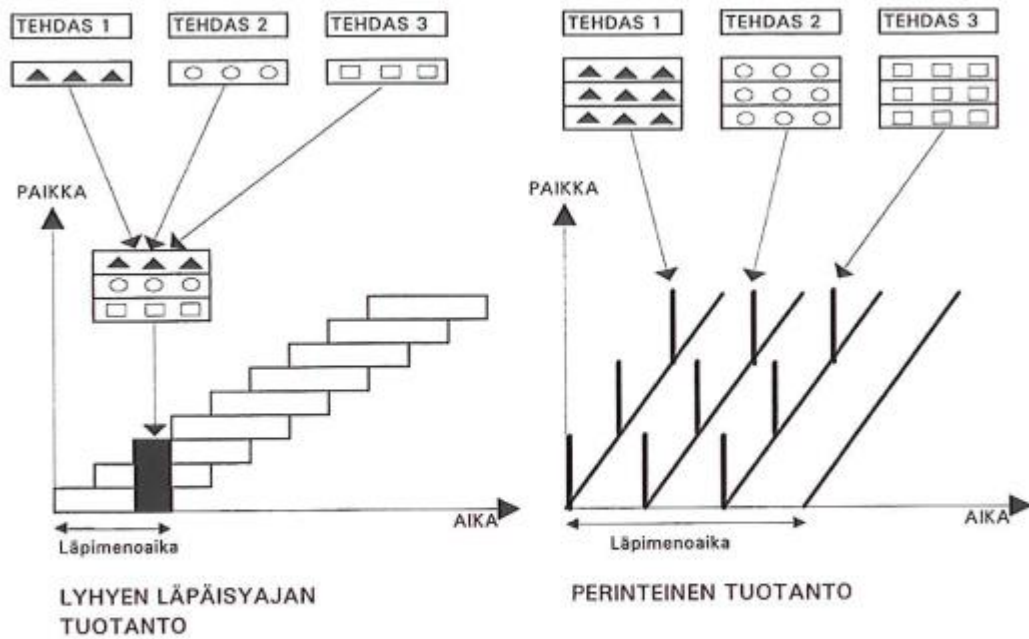 TEHDAS 1
TEHDAS 2
TEHDAS 3
PAIKKA
AIKA
Läpimenoaika
LYHYEN LÄPÄISYAJAN
TUOTANTO
TEHDAS 1
TEHDAS 2
TEHDAS 3
PAIKKA
AIKA
Läpimenoaika
PERINTEINEN TUOTANTO